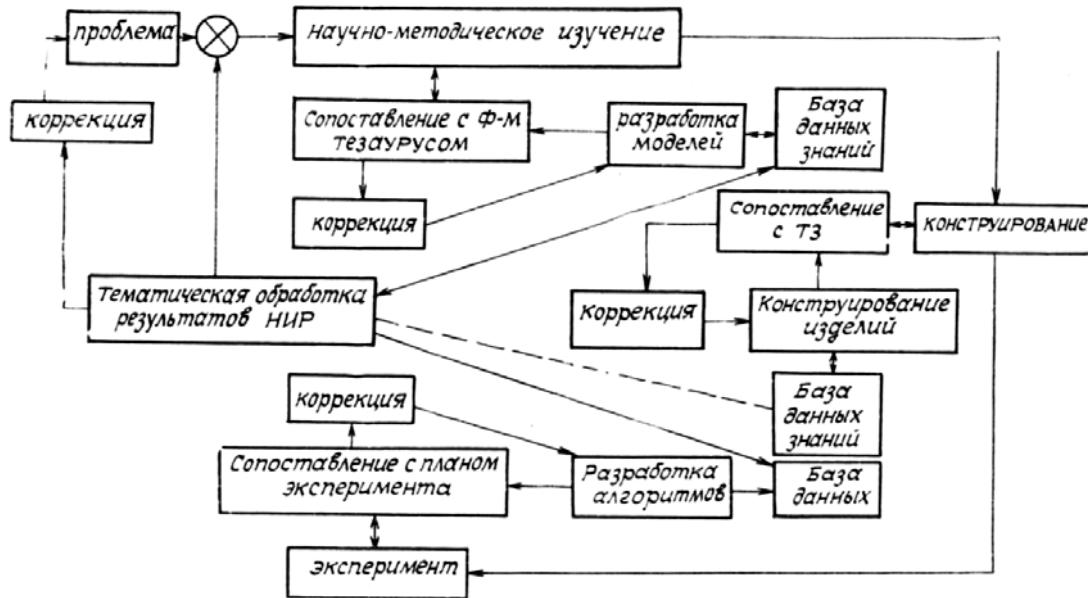 проблема
научно-методическое изучение
коррекция
Сопоставление с Ф-М
тезаурусом
разработка
моделей
База
данных
знаний
коррекция
Сопоставление
с ТЗ
конструирование
Тематическая обработка
результатов НИР
коррекция
Конструирование
изделий
коррекция
База
данных
знаний
Сопоставление с планом
эксперимента
Разработка
алгоритмов
База
данных
эксперимент